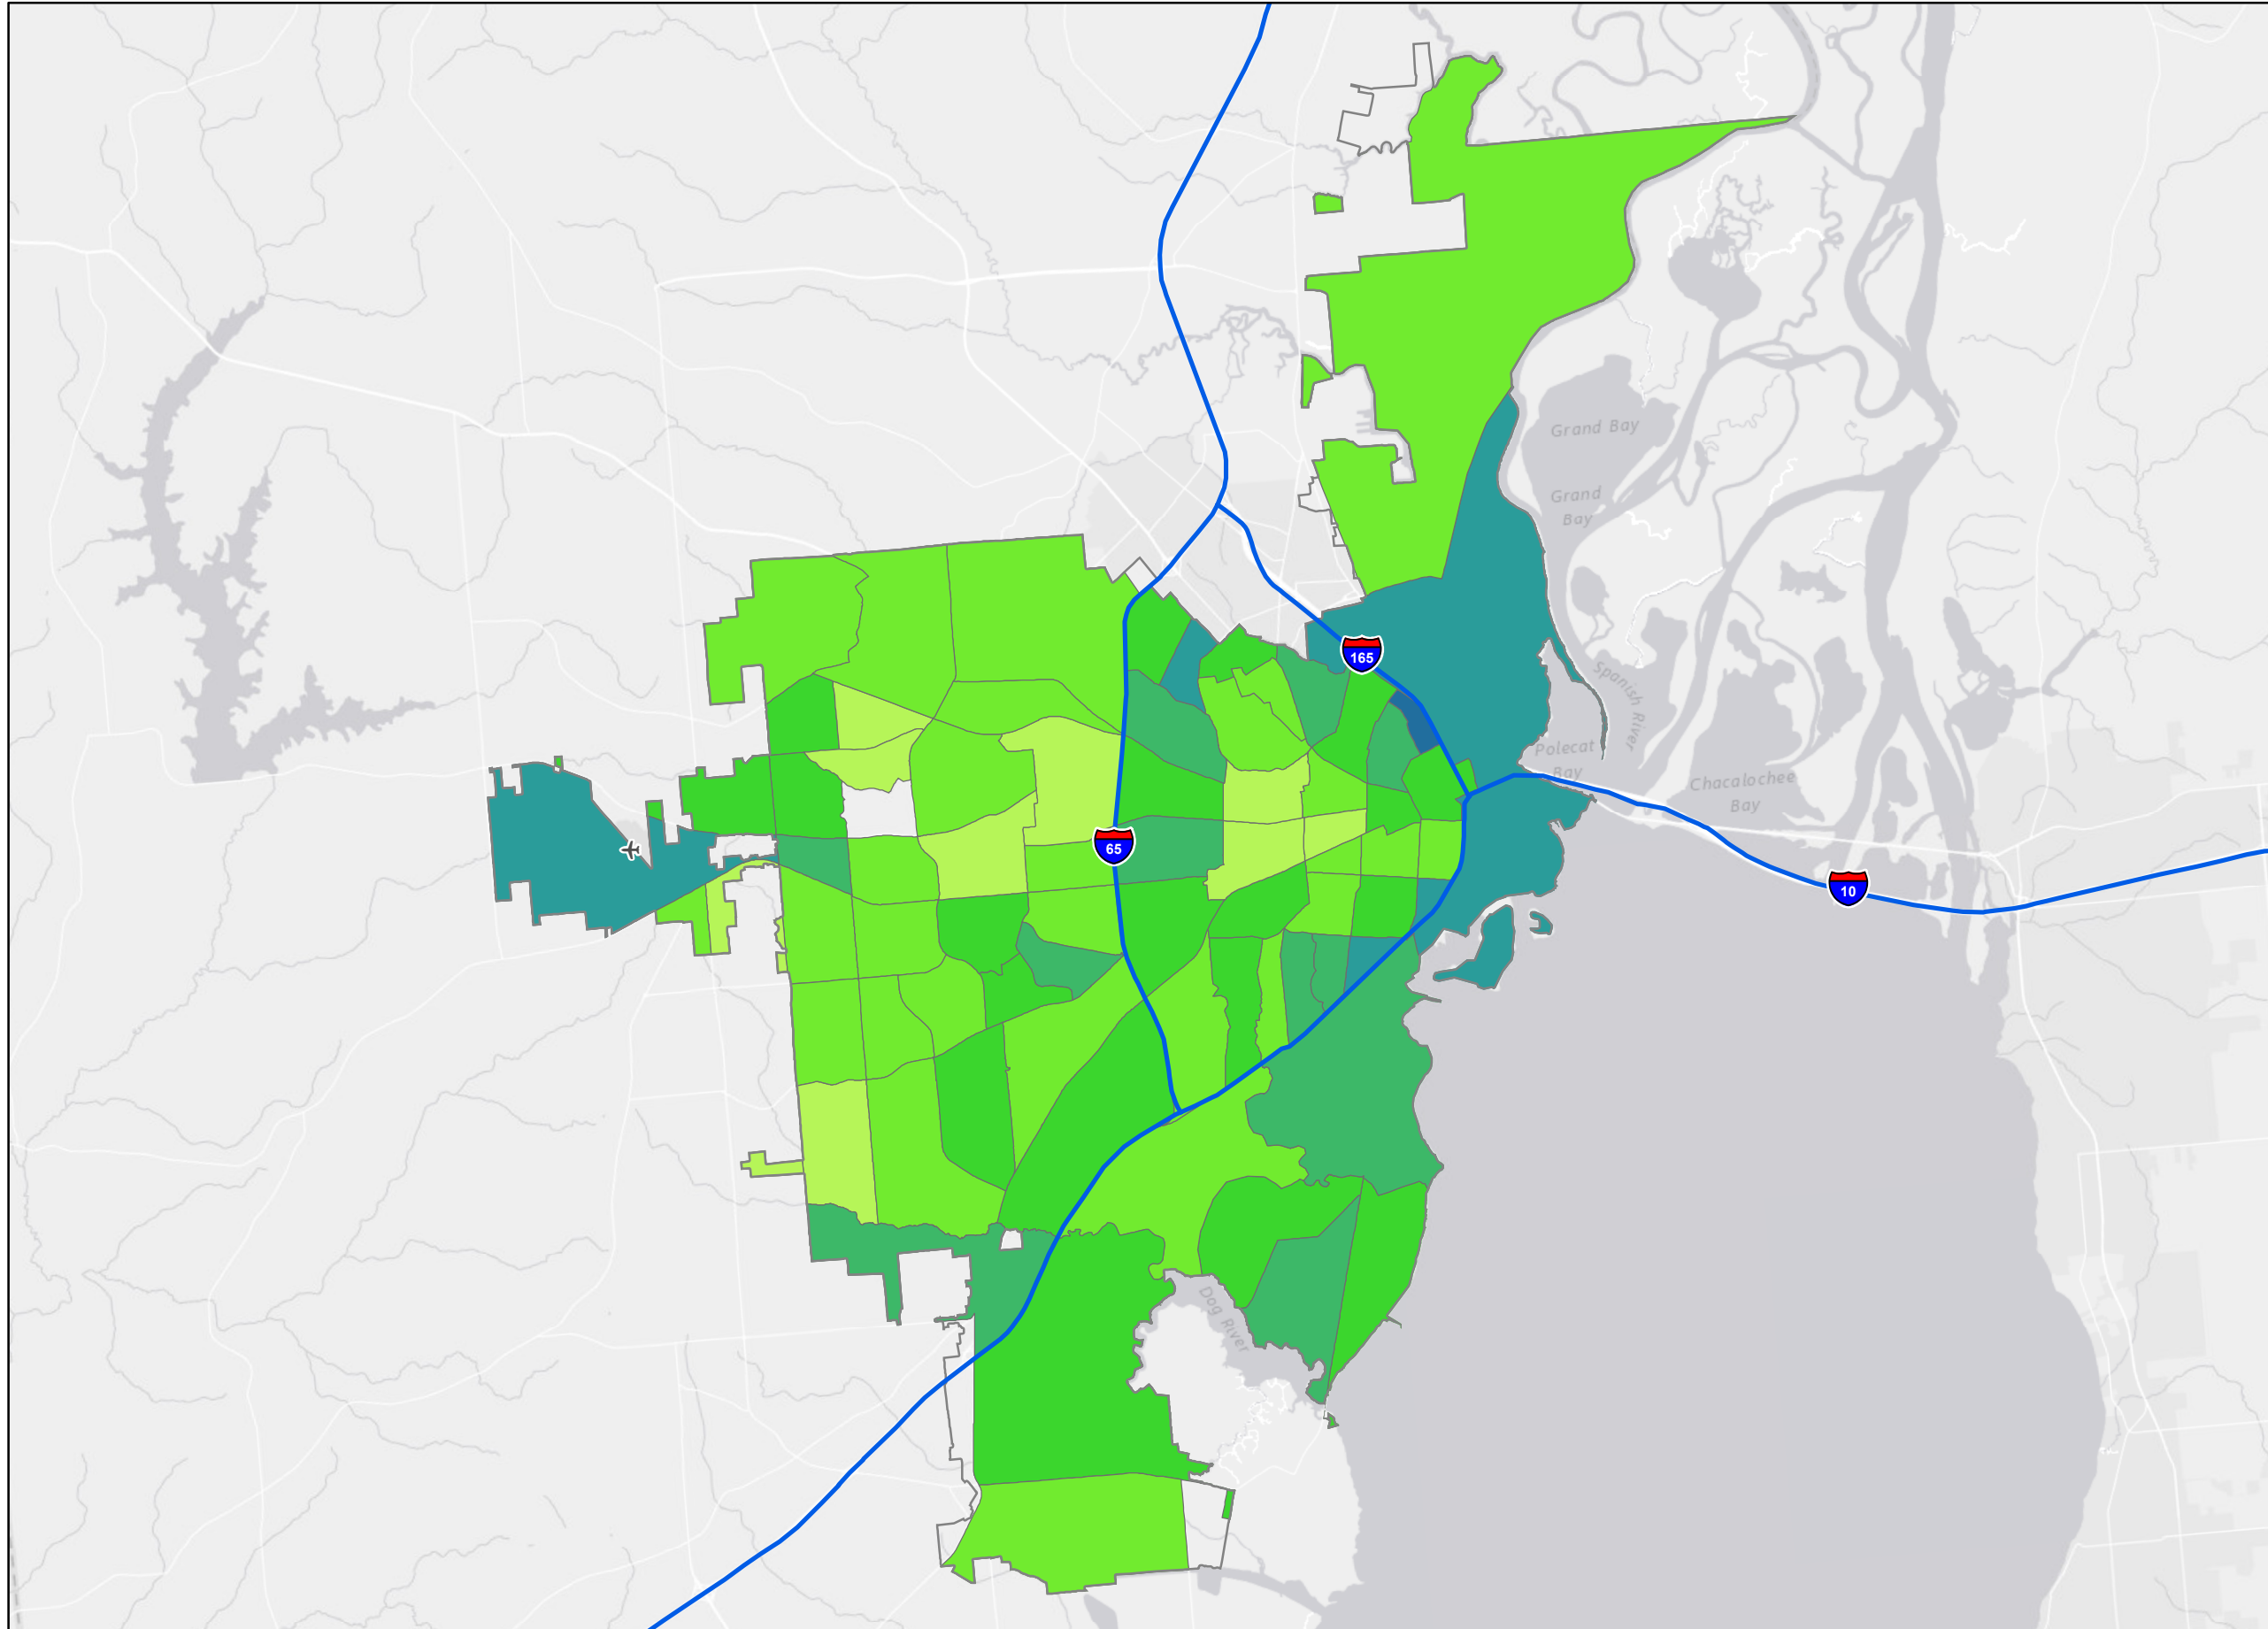 Grand Bay
Grand
Bay
165
Spanish River
Polecat
Bay
Chacalochee
Bay
65
10
Dog River